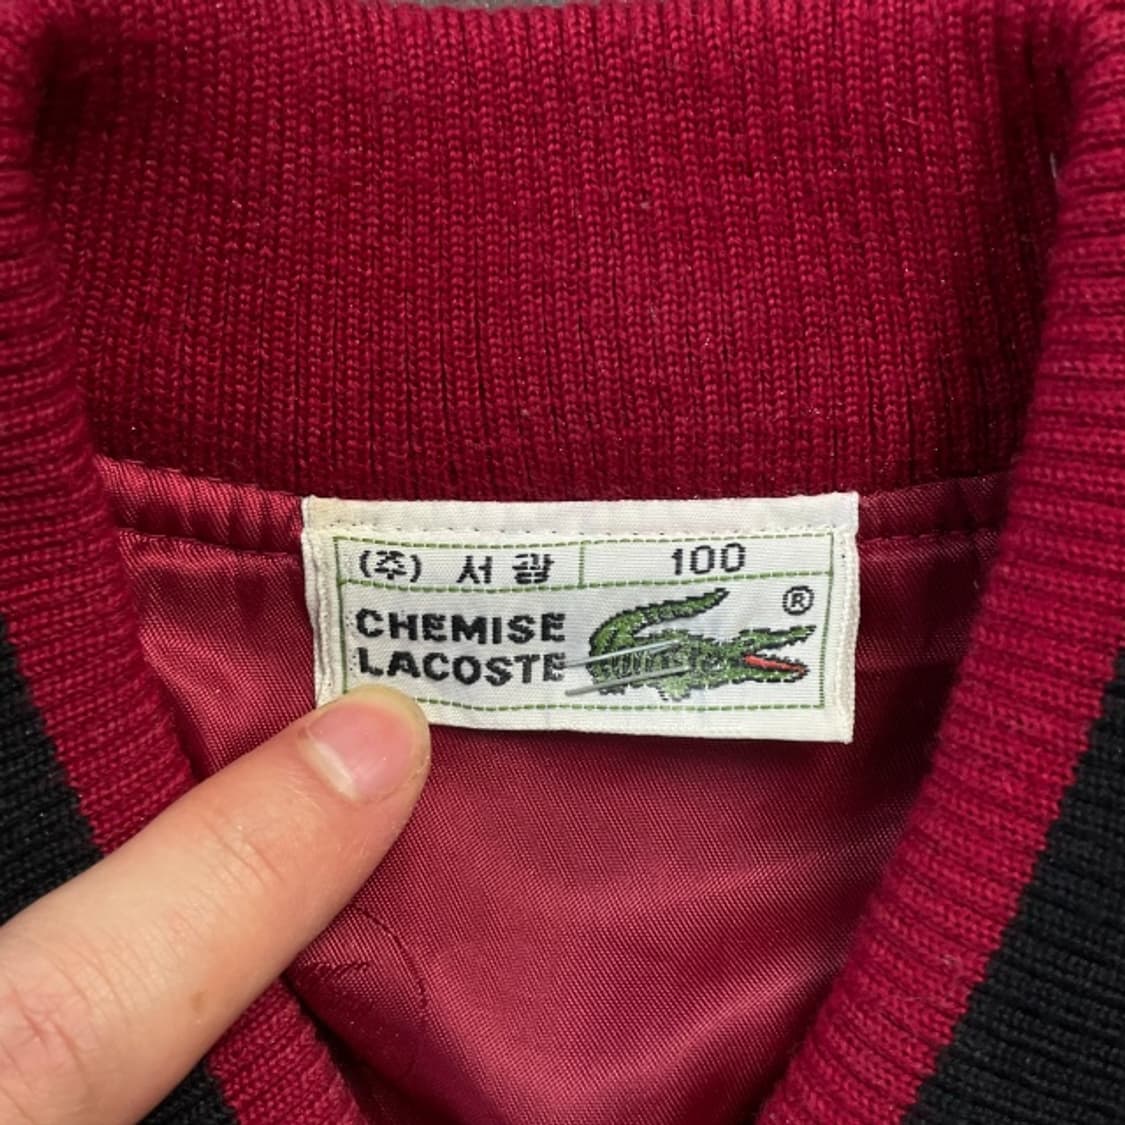 (주) 서 광 100
CHEMISE ®
LACOSTE